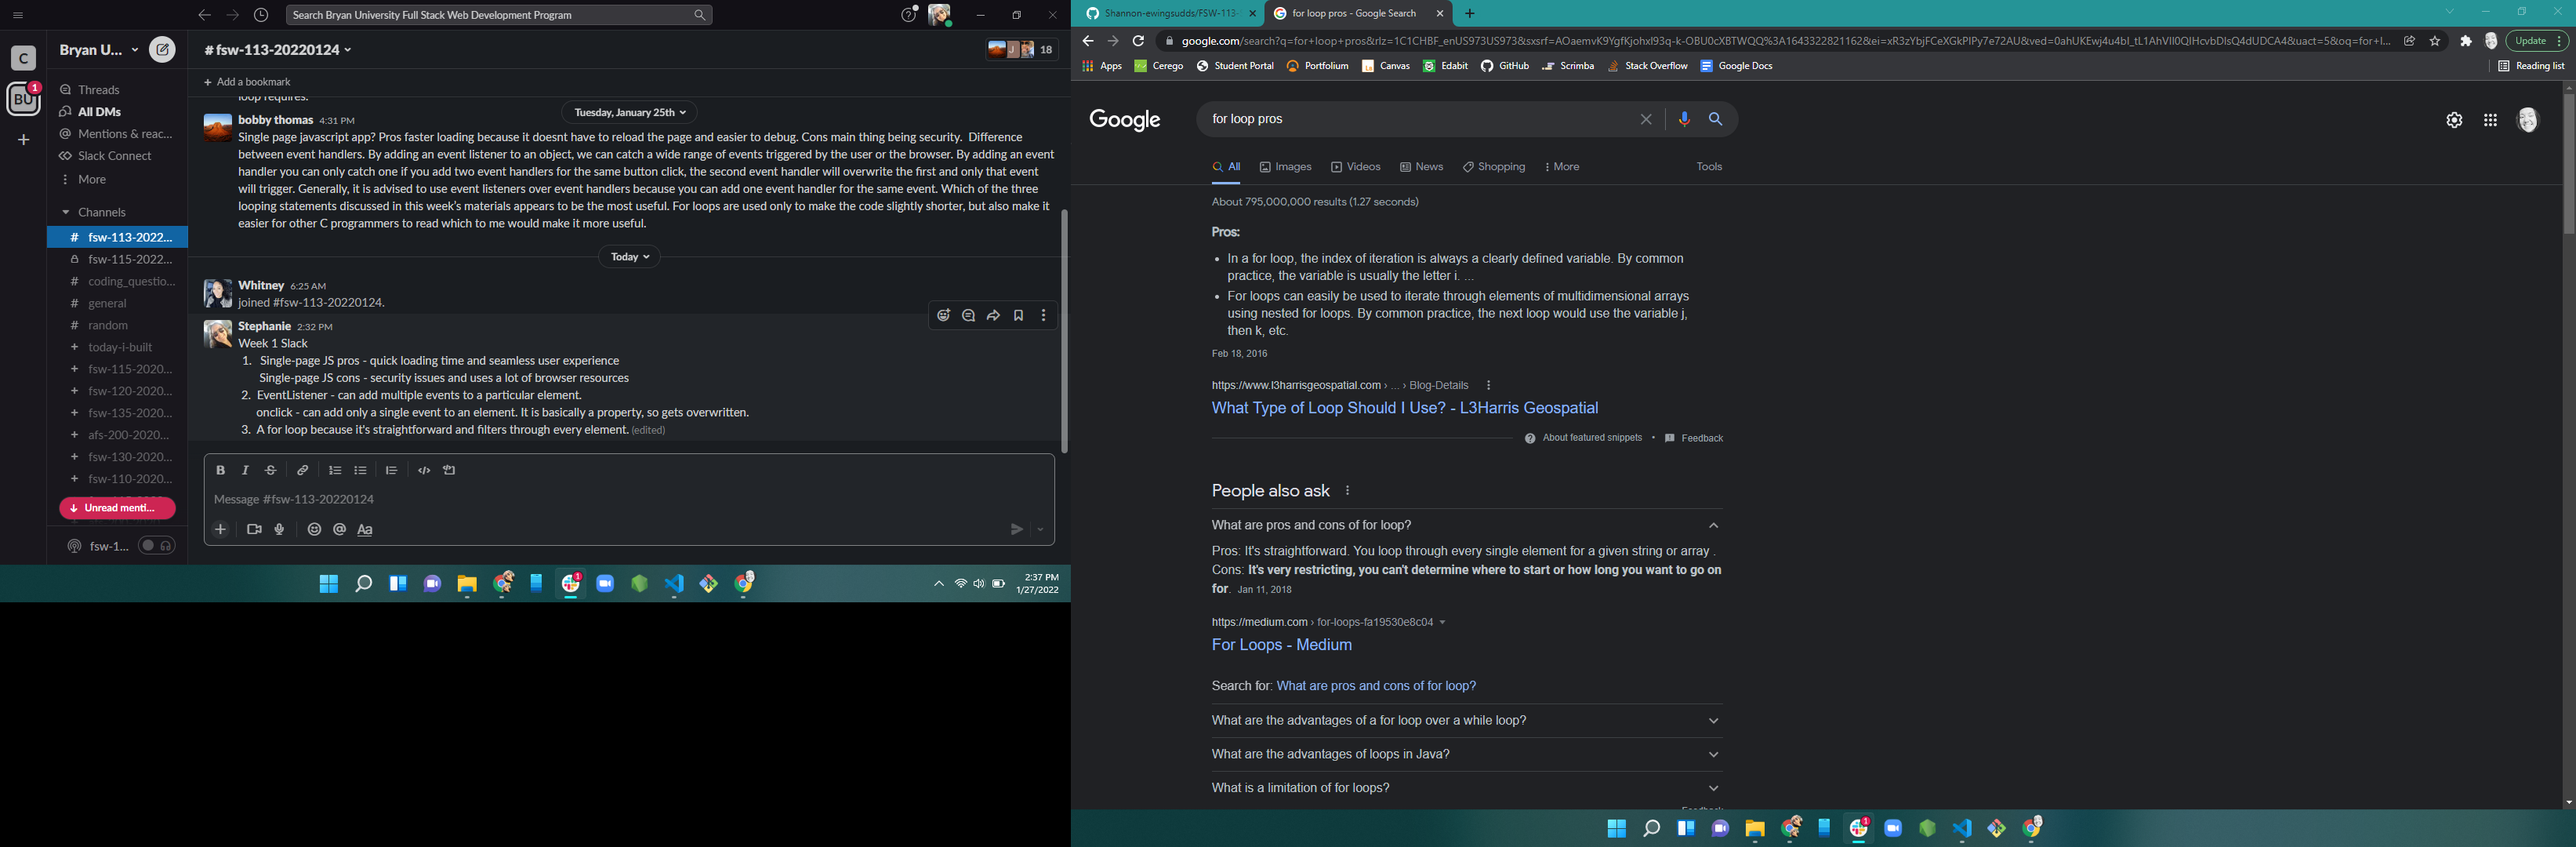 Search Bryan University Full Stack Web Development Program
C
BU
1
Bryan U...
Threads
All DMs
Mentions & reac...
Slack Connect
More
Channels
# fsw-113-2022...
fsw-115-2022...
# coding_questio...
# general
# random
+ today-i-built
+ fsw-115-2020...
+ fsw-120-2020...
+ fsw-135-2020...
+ afs-200-2020...
+ fsw-130-2020...
+ fsw-110-2020...
Unread menti...
fsw-1...
# fsw-113-20220124
J
18
+ Add a bookmark
loop requires.
Tuesday, January 25th
bobby thomas 4:31 PM
Single page javascript app? Pros faster loading because it doesnt have to reload the page and easier to debug. Cons main thing being security. Difference
between event handlers. By adding an event listener to an object, we can catch a wide range of events triggered by the user or the browser. By adding an event
handler you can only catch one if you add two event handlers for the same button click, the second event handler will overwrite the first and only that event
will trigger. Generally, it is advised to use event listeners over event handlers because you can add one event handler for the same event. Which of the three
looping statements discussed in this week's materials appears to be the most useful. For loops are used only to make the code slightly shorter, but also make it
easier for other C programmers to read which to me would make it more useful.
Today
Whitney 6:25 AM
joined #fsw-113-20220124.
Stephanie 2:32 PM
Week 1 Slack
1. Single-page JS pros - quick loading time and seamless user experience
Single-page JS cons - security issues and uses a lot of browser resources
2. EventListener - can add multiple events to a particular element.
onclick - can add only a single event to an element. It is basically a property, so gets overwritten.
3. A for loop because it's straightforward and filters through every element. (edited)
B I S
Message #fsw-113-20220124
Aa
2:37 PM
1/27/2022
Shannon-ewingsudds/FSW-113-
for loop pros - Google Search
google.com/search?q=for+loop+pros&rlz=1C1CHBF_enUS973US973&sxsrf=AOaemvK9YgfKjohxI93q-k-OBU0cXBTWQQ%3A1643322821162&ei=xR3zYbjFCeXGkPIPy7e72AU&ved=0ahUKEwj4u4bl_tL1AhVlI0QIHcvbDlsQ4dUDCA4&uact=5&oq=for+l...
Update
Apps
Cerego
Student Portal
Portfolium
Canvas
Edabit
GitHub
Scrimba
Stack Overflow
Google Docs
Reading list
Google
for loop pros
All
Images
Videos
News
Shopping
More
Tools
About 795,000,000 results (1.27 seconds)
Pros:
• In a for loop, the index of iteration is always a clearly defined variable. By common
practice, the variable is usually the letter i. ...
• For loops can easily be used to iterate through elements of multidimensional arrays
using nested for loops. By common practice, the next loop would use the variable j,
then k, etc.
Feb 18, 2016
https://www.l3harrisgeospatial.com › ... › Blog-Details
What Type of Loop Should I Use? - L3Harris Geospatial
About featured snippets • Feedback
People also ask
What are pros and cons of for loop?
Pros: It's straightforward. You loop through every single element for a given string or array .
Cons: It's very restricting, you can't determine where to start or how long you want to go on
for. Jan 11, 2018
https://medium.com › for-loops-fa19530e8c04
For Loops - Medium
Search for: What are pros and cons of for loop?
What are the advantages of a for loop over a while loop?
What are the advantages of loops in Java?
What is a limitation of for loops?
Feedback